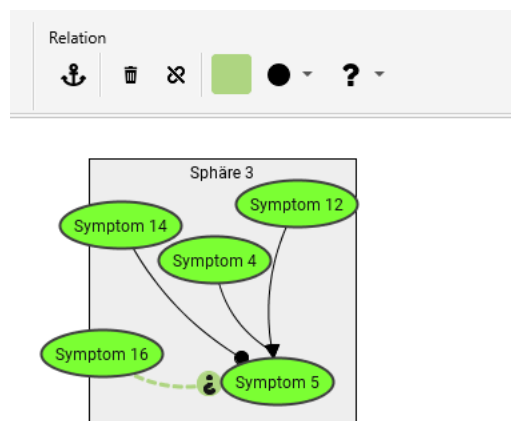 Relation
?
Sphäre 3
Symptom 12
Symptom 14
Symptom 4
Symptom 16
?
Symptom 5